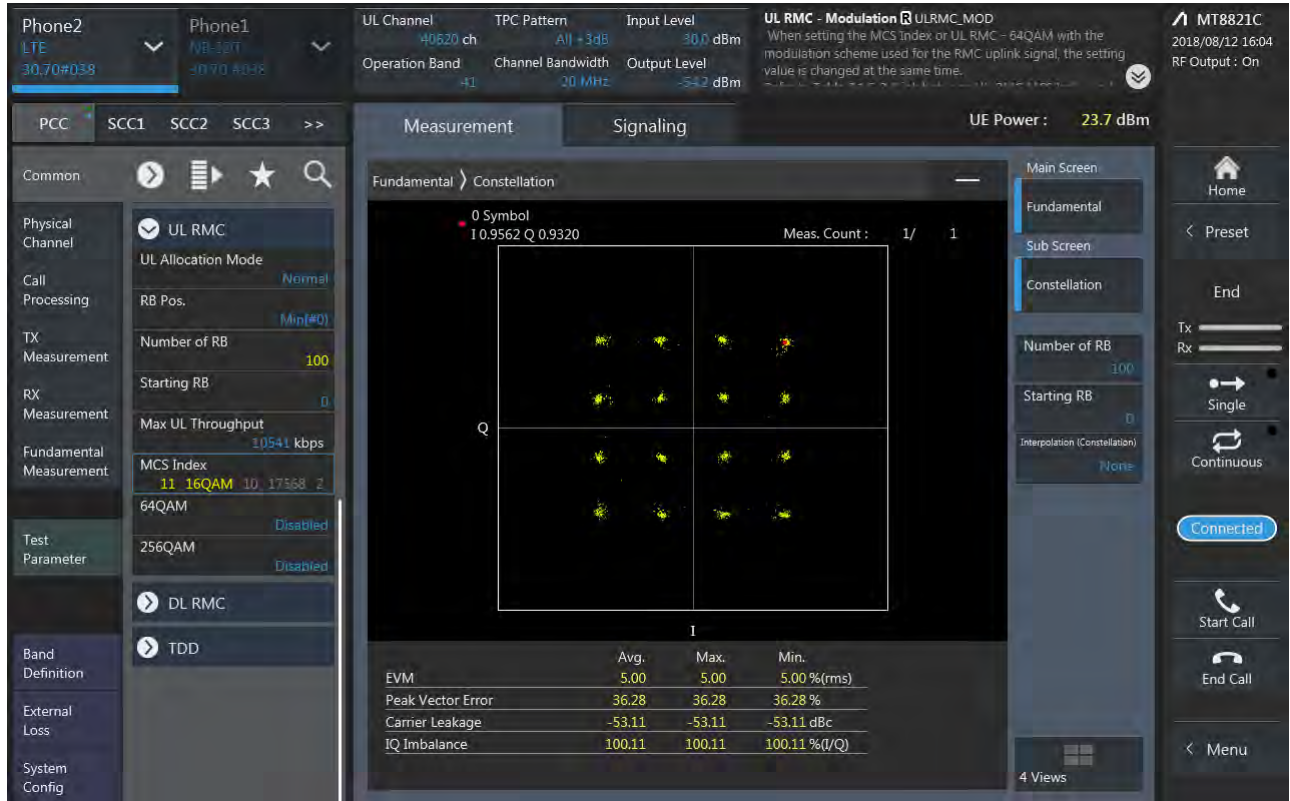 Phone2
LTE
30.70#038
Phone1
NB-IOT
30.70 #038
UL Channel
40620 ch
TPC Pattern
All +3dB
Input Level
30.0 dBm
Operation Band
41
Channel Bandwidth
20 MHz
Output Level
-54.2 dBm
UL RMC - Modulation R ULRMC_MOD
When setting the MCS Index or UL RMC - 64QAM with the
modulation scheme used for the RMC uplink signal, the setting
value is changed at the same time.
MT8821C
2018/08/12 16:04
RF Output : On
PCC SCC1 SCC2 SCC3 >>
Measurement
Signaling
UE Power : 23.7 dBm
Common
Physical
Channel
Call
Processing
TX
Measurement
RX
Measurement
Fundamental
Measurement
Test
Parameter
Band
Definition
External
Loss
System
Config
UL RMC
UL Allocation Mode
Normal
RB Pos.
Min(#0)
Number of RB
100
Starting RB
0
Max UL Throughput
10541 kbps
MCS Index
11 16QAM 10 17568 2
64QAM
Disabled
256QAM
Disabled
DL RMC
TDD
Fundamental > Constellation
0 Symbol
I 0.9562 Q 0.9320
Meas. Count : 1/ 1
Q
I
Avg. Max. Min.
EVM 5.00 5.00 5.00 %(rms)
Peak Vector Error 36.28 36.28 36.28 %
Carrier Leakage -53.11 -53.11 -53.11 dBc
IQ Imbalance 100.11 100.11 100.11 %(I/Q)
Main Screen
Fundamental
Sub Screen
Constellation
Number of RB
100
Starting RB
0
Interpolation (Constellation)
None
4 Views
Home
< Preset
End
Tx
Rx
Single
Continuous
Connected
Start Call
End Call
< Menu